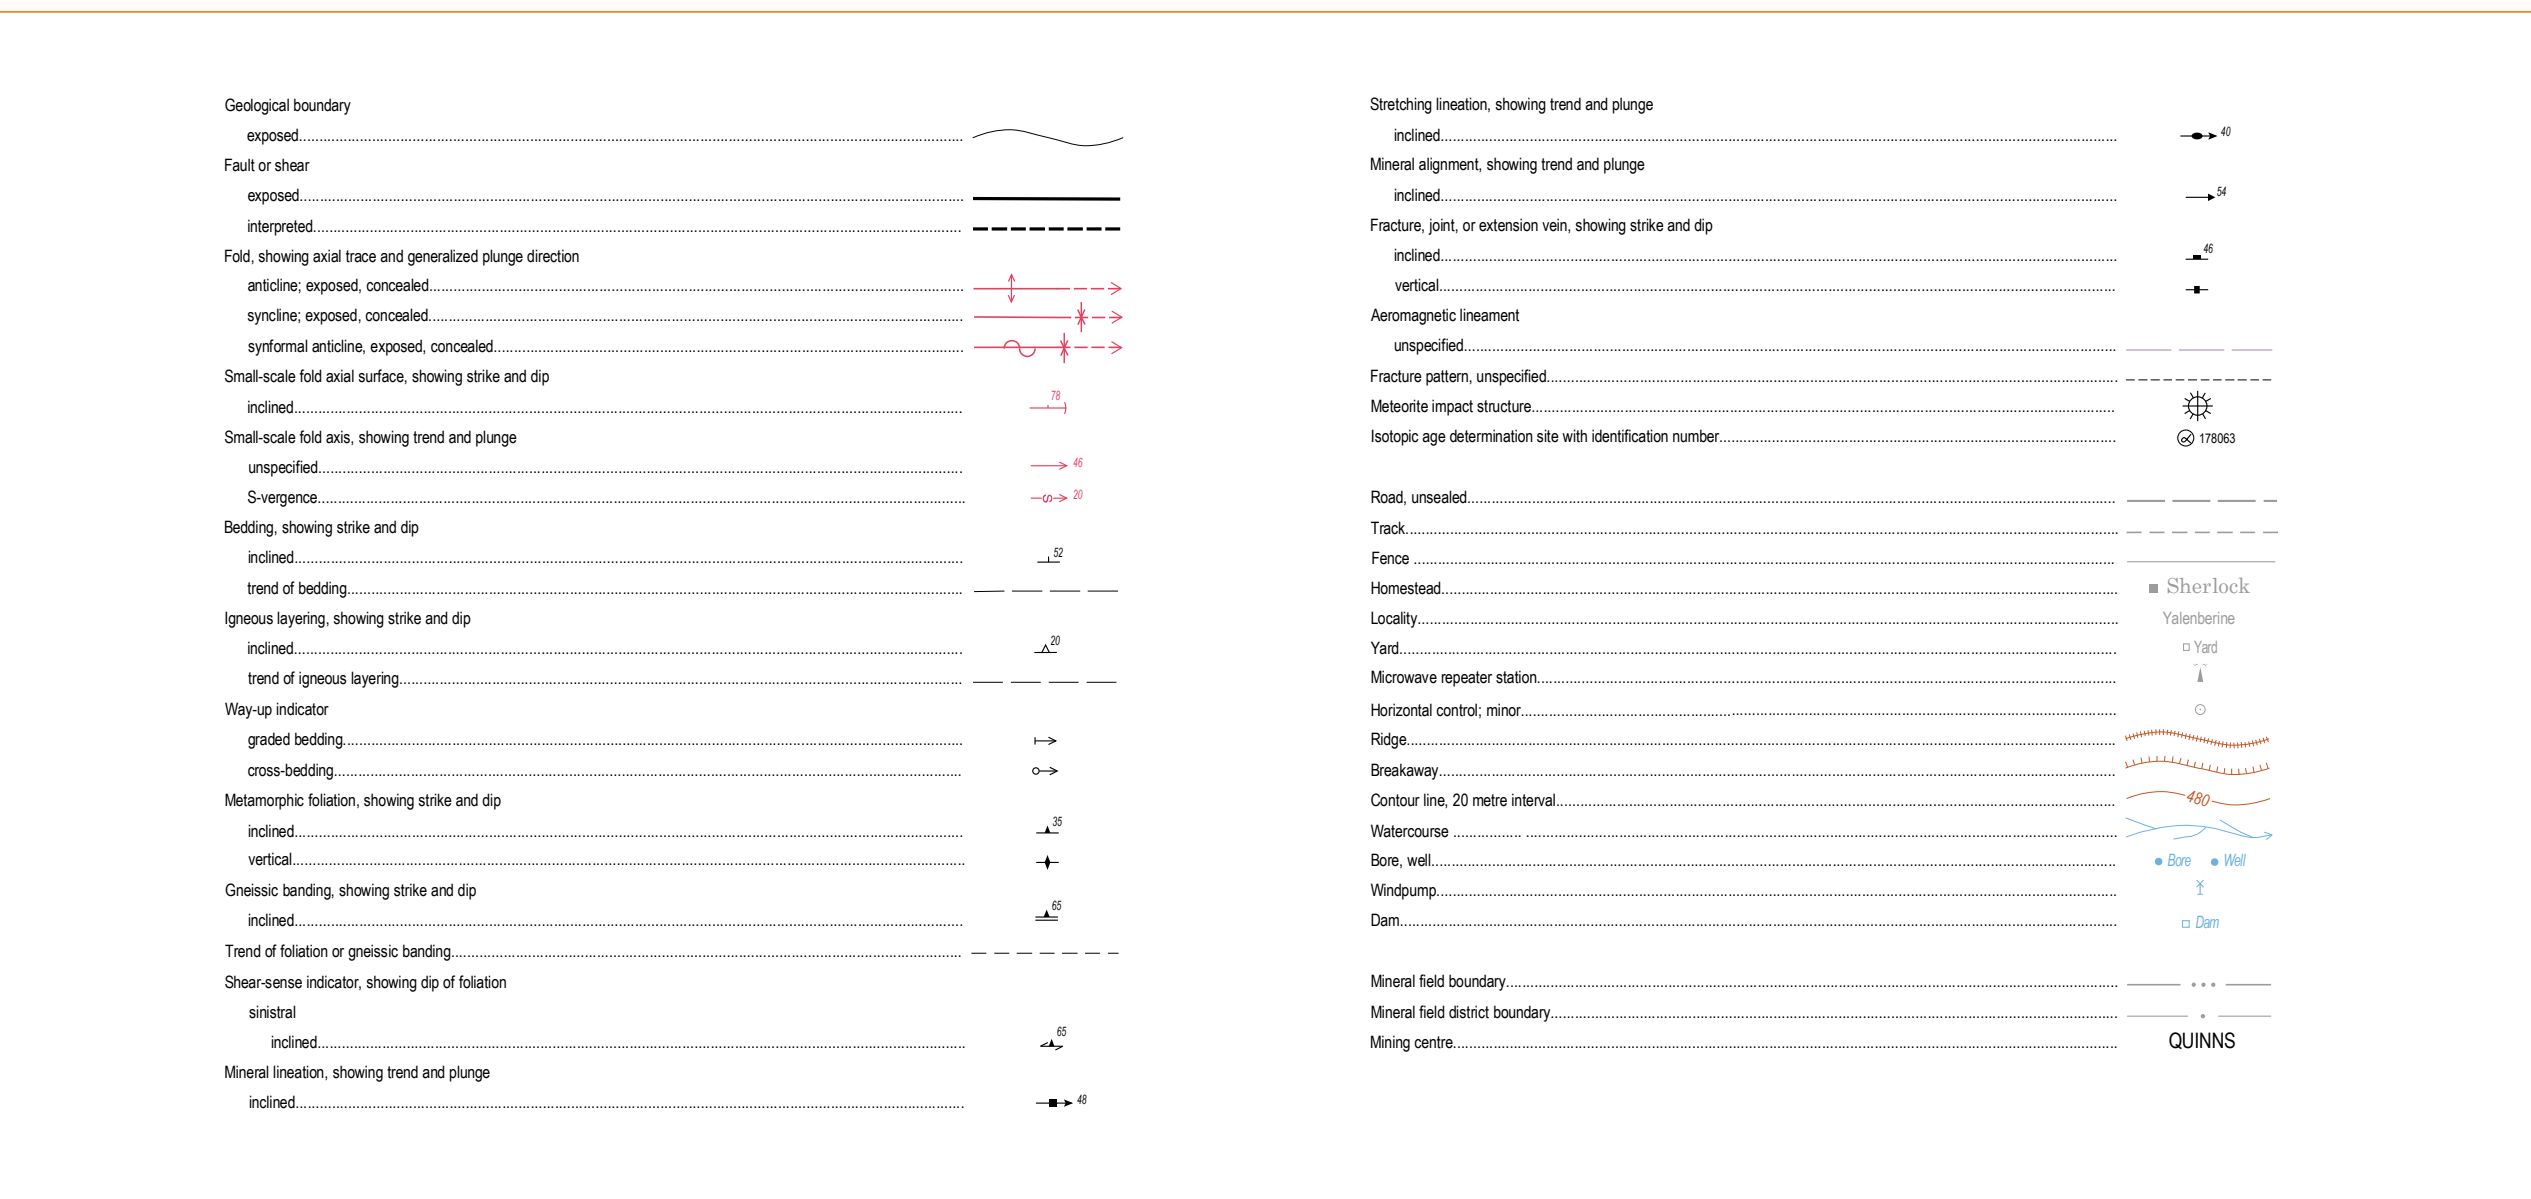 Geological boundary
exposed
Fault or shear
exposed
interpreted
Fold, showing axial trace and generalized plunge direction
anticline; exposed, concealed
syncline; exposed, concealed
synformal anticline, exposed, concealed
Small-scale fold axial surface, showing strike and dip
inclined 78
Small-scale fold axis, showing trend and plunge
unspecified 46
S-vergence S 20
Bedding, showing strike and dip
inclined 52
trend of bedding
Igneous layering, showing strike and dip
inclined 20
trend of igneous layering
Way-up indicator
graded bedding
cross-bedding
Metamorphic foliation, showing strike and dip
inclined 35
vertical
Gneissic banding, showing strike and dip
inclined 65
Trend of foliation or gneissic banding
Shear-sense indicator, showing dip of foliation
sinistral
inclined 65
Mineral lineation, showing trend and plunge
inclined 48
Stretching lineation, showing trend and plunge
inclined 40
Mineral alignment, showing trend and plunge
inclined 54
Fracture, joint, or extension vein, showing strike and dip
inclined 46
vertical
Aeromagnetic lineament
unspecified
Fracture pattern, unspecified
Meteorite impact structure
Isotopic age determination site with identification number 178063
Road, unsealed
Track
Fence
Homestead Sherlock
Locality Yalenberine
Yard Yard
Microwave repeater station
Horizontal control; minor
Ridge
Breakaway
Contour line, 20 metre interval 480
Watercourse
Bore, well Bore Well
Windpump
Dam Dam
Mineral field boundary
Mineral field district boundary
Mining centre QUINNS